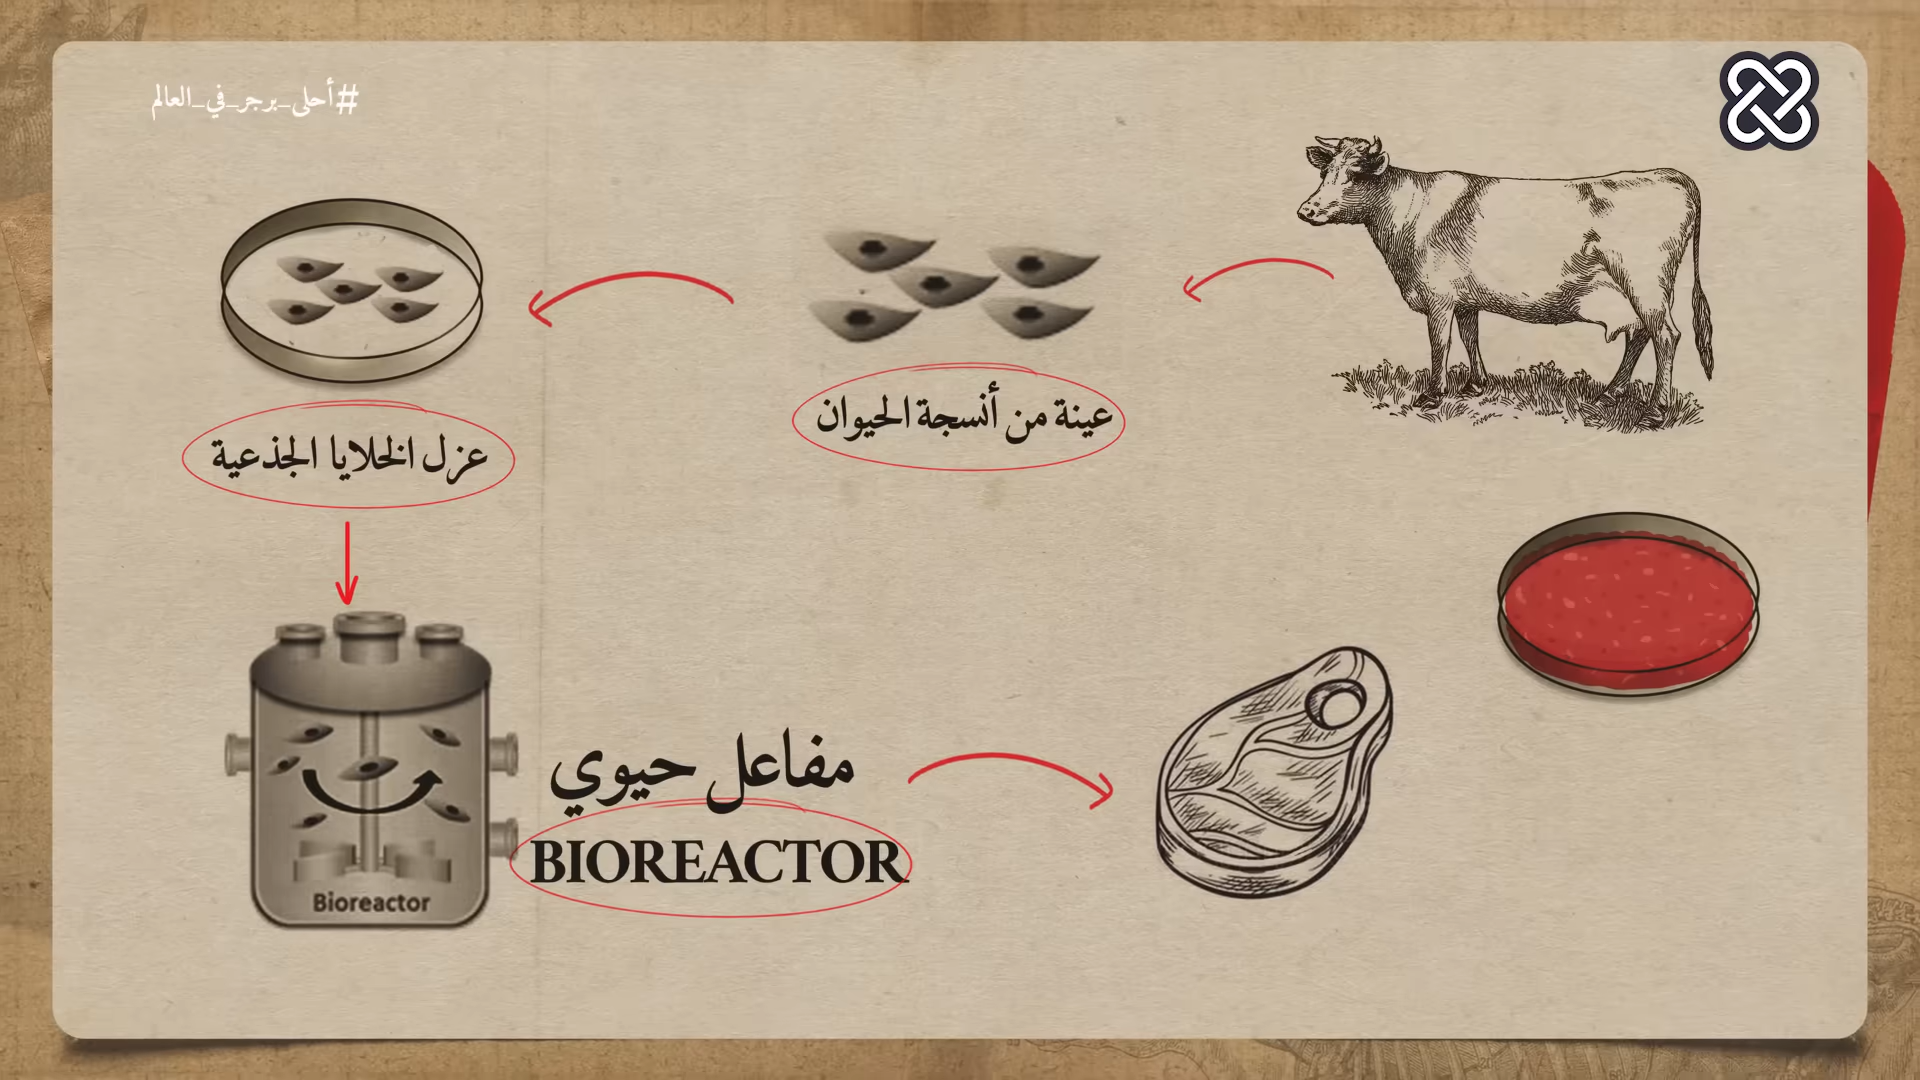 #أحلى_برجر_في_العالم
عينة من أنسجة الحيوان
عزل الخلايا الجذعية
مفاعل حيوي
BIOREACTOR
Bioreactor